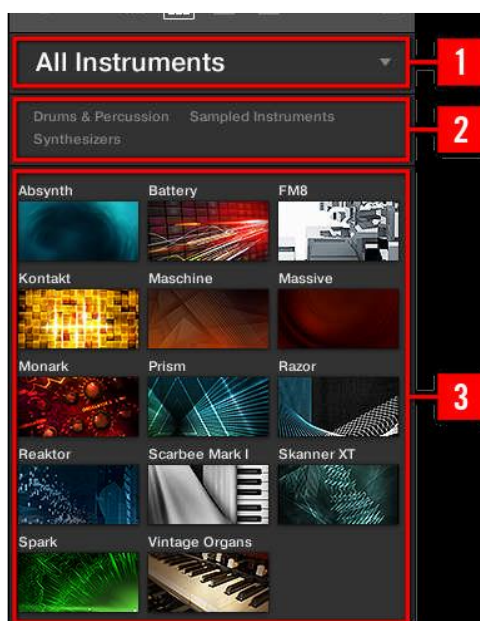 All Instruments
1
Drums & Percussion Sampled Instruments
2
Synthesizers
Absynth Battery FM8
Kontakt Maschine Massive
Monark Prism Razor
3
Reaktor Scarbee Mark I Skanner XT
Spark Vintage Organs